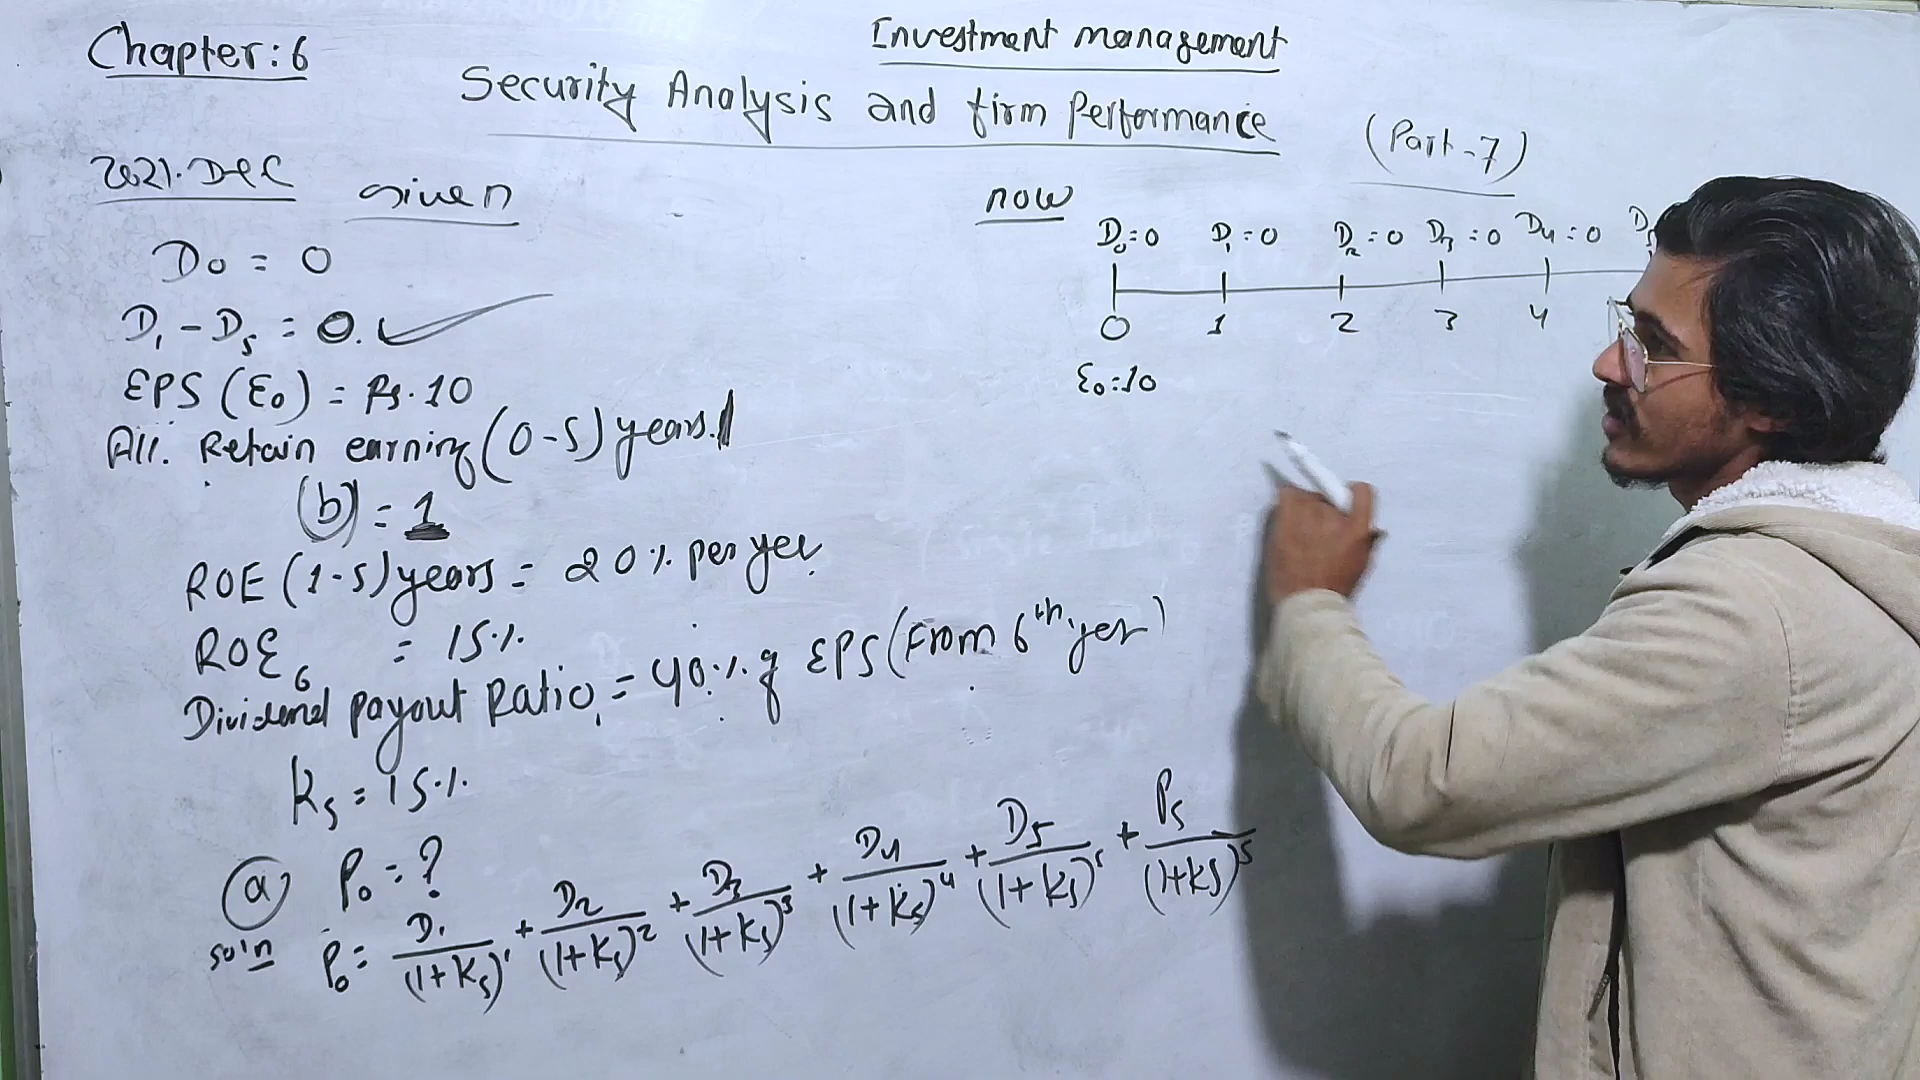 Chapter:6
Investment management
Security Analysis and firm Performance
(Part-7)
2021.Dec
Given
now
D0 = 0
D1 - D5 = 0.
EPS (E0) = Rs.10
All. Retain earning (0-5) years.
(b) = 1
ROE (1-5) years = 20% per yer
ROE6 = 15%
Dividend Payout Ratio = 40% of EPS (From 6th yer)
Ks = 15%
(a) P0 = ?
so'n P0 = D1/(1+Ks)^1 + D2/(1+Ks)^2 + D3/(1+Ks)^3 + D4/(1+Ks)^4 + D5/(1+Ks)^5 + P5/(1+Ks)^5
D0=0 D1=0 D2=0 D3=0 D4=0 D5
0 1 2 3 4
E0=10